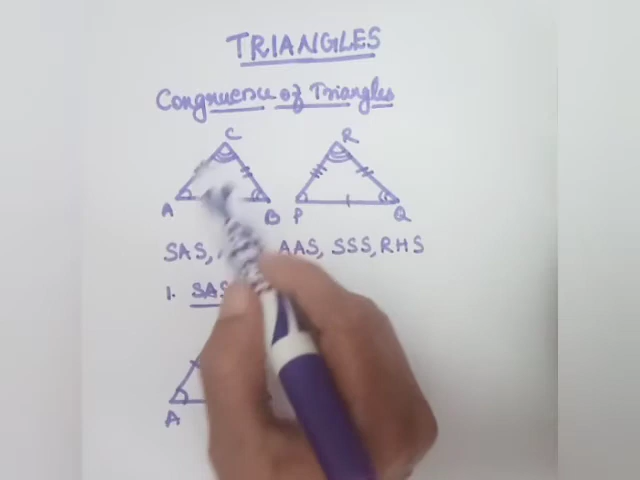 TRIANGLES
Congruence of Triangles
C R
A B P Q
SAS, AAS, SSS, RHS
1. SAS
A